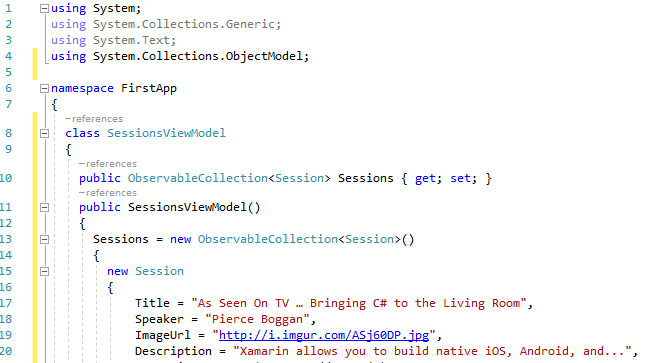 1 using System;
2 using System.Collections.Generic;
3 using System.Text;
4 using System.Collections.ObjectModel;
5
6 namespace FirstApp
7 {
–references
8 class SessionsViewModel
9 {
–references
10 public ObservableCollection<Session> Sessions { get; set; }
–references
11 public SessionsViewModel()
12 {
13 Sessions = new ObservableCollection<Session>()
14 {
15 new Session
16 {
17 Title = "As Seen On TV … Bringing C# to the Living Room",
18 Speaker = "Pierce Boggan",
19 ImageUrl = "http://i.imgur.com/ASj60DP.jpg",
20 Description = "Xamarin allows you to build native iOS, Android, and...",